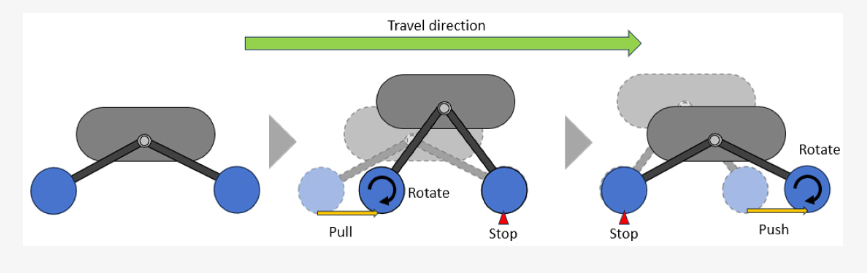 Travel direction
Rotate
Pull
Stop
Rotate
Stop
Push